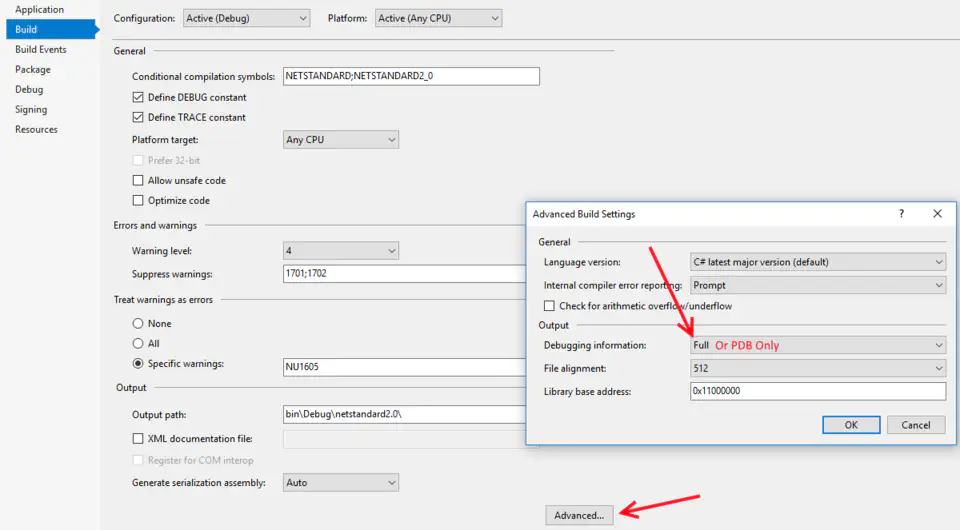 Application
Build
Build Events
Package
Debug
Signing
Resources
Configuration: Active (Debug) Platform: Active (Any CPU)
General
Conditional compilation symbols: NETSTANDARD;NETSTANDARD2_0
Define DEBUG constant
Define TRACE constant
Platform target: Any CPU
Prefer 32-bit
Allow unsafe code
Optimize code
Errors and warnings
Warning level: 4
Suppress warnings: 1701;1702
Treat warnings as errors
None
All
Specific warnings: NU1605
Output
Output path: bin\Debug\netstandard2.0\
XML documentation file:
Register for COM interop
Generate serialization assembly: Auto
Advanced...
Advanced Build Settings ?
General
Language version: C# latest major version (default)
Internal compiler error reporting: Prompt
Check for arithmetic overflow/underflow
Output
Debugging information: Full Or PDB Only
File alignment: 512
Library base address: 0x11000000
OK Cancel